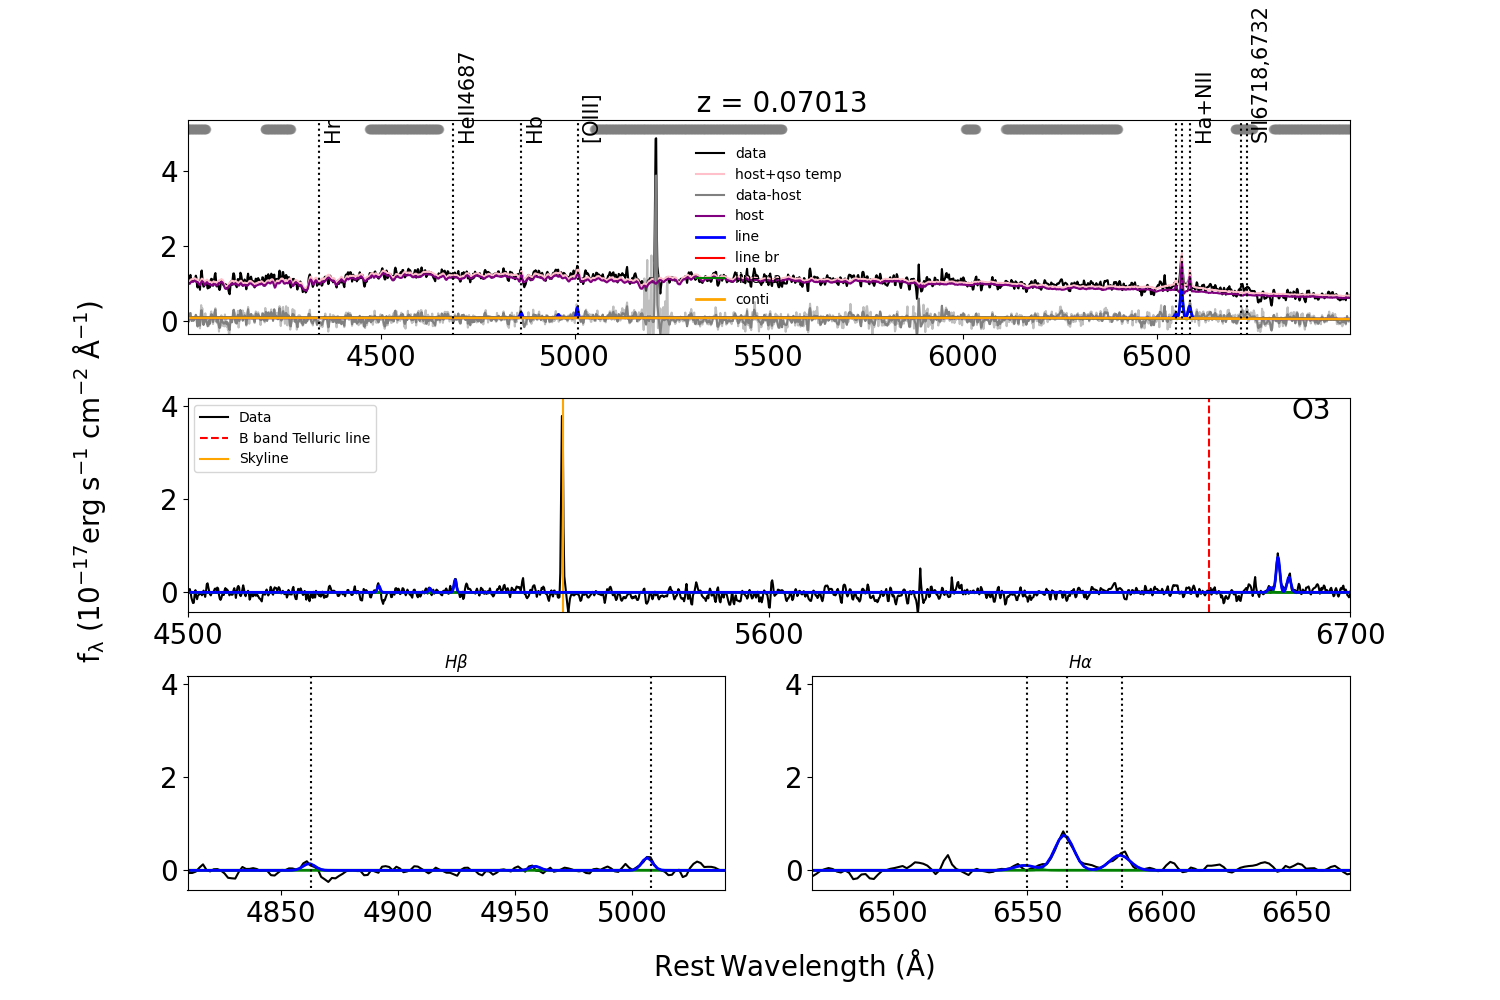 z = 0.07013
Hr
HeII4687
Hb
[OIII]
Ha+NII
SII6718,6732
data
host+qso temp
data-host
host
line
line br
conti
4
2
0
4500
5000
5500
6000
6500
fλ (10⁻¹⁷erg s⁻¹ cm⁻² Å⁻¹)
O3
Data
B band Telluric line
Skyline
4
2
0
4500
5600
6700
Hβ
4
2
0
4850
4900
4950
5000
Hα
4
2
0
6500
6550
6600
6650
Rest Wavelength (Å)